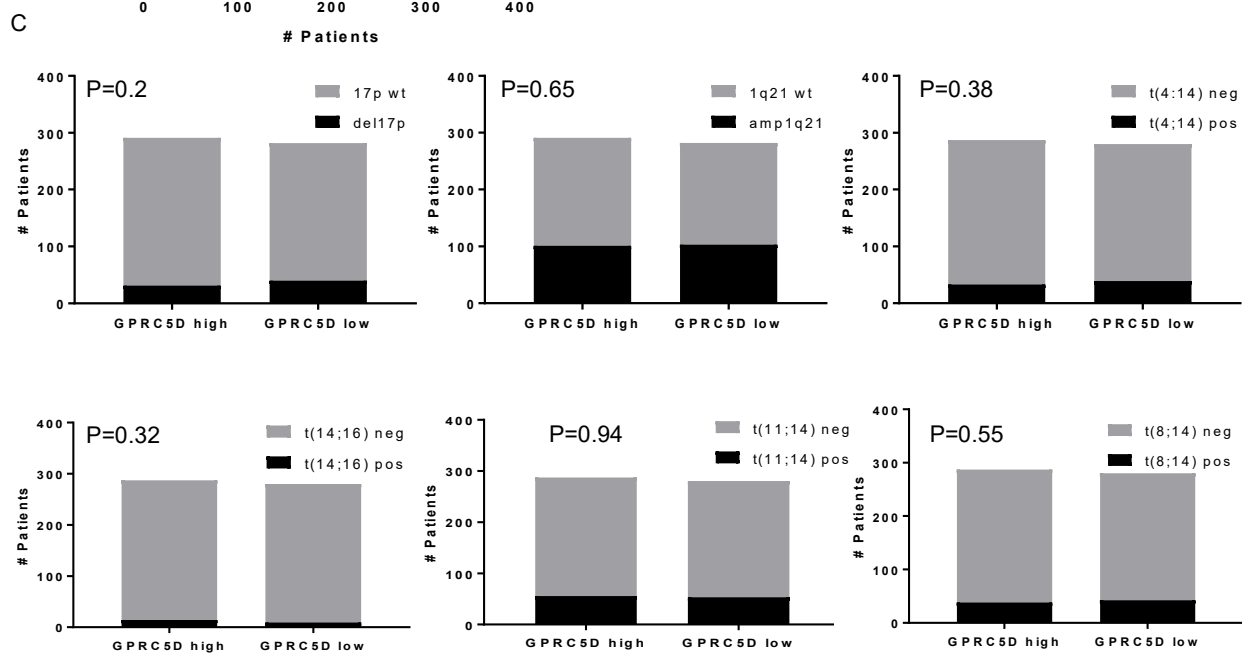 0 100 200 300 400
# Patients
C
P=0.2
17p wt
del17p
# Patients
400
300
200
100
0
GPRC5D high GPRC5D low
P=0.65
1q21 wt
amp1q21
# Patients
400
300
200
100
0
GPRC5D high GPRC5D low
P=0.38
t(4:14) neg
t(4;14) pos
# Patients
400
300
200
100
0
GPRC5D high GPRC5D low
P=0.32
t(14;16) neg
t(14;16) pos
# Patients
400
300
200
100
0
GPRC5D high GPRC5D low
P=0.94
t(11;14) neg
t(11;14) pos
# Patients
400
300
200
100
0
GPRC5D high GPRC5D low
P=0.55
t(8;14) neg
t(8;14) pos
# Patients
400
300
200
100
0
GPRC5D high GPRC5D low